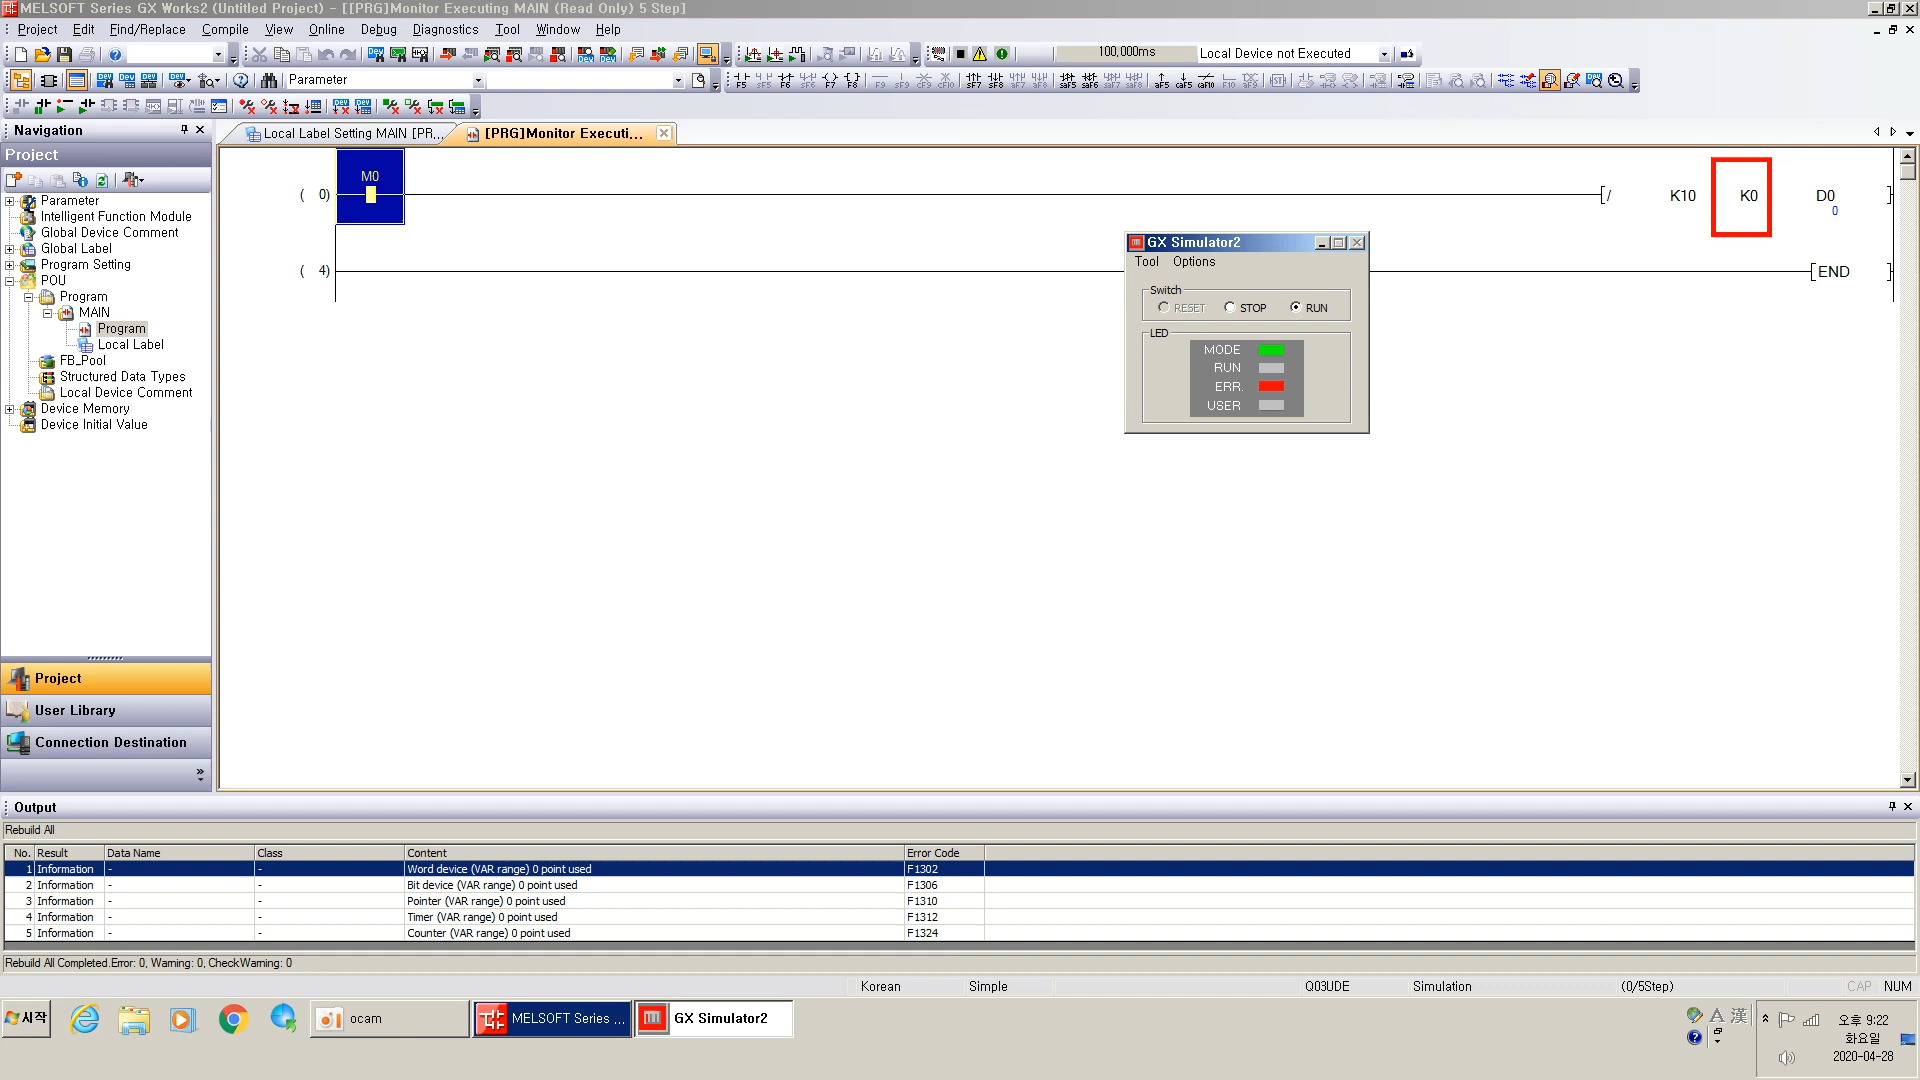 MELSOFT Series GX Works2 (Untitled Project) - [[PRG]Monitor Executing MAIN (Read Only) 5 Step]
Project Edit Find/Replace Compile View Online Debug Diagnostics Tool Window Help
100,000ms
Local Device not Executed
Parameter
Navigation
Project
Parameter
Intelligent Function Module
Global Device Comment
Global Label
Program Setting
POU
Program
MAIN
Program
Local Label
FB_Pool
Structured Data Types
Local Device Comment
Device Memory
Device Initial Value
Project
User Library
Connection Destination
Local Label Setting MAIN [PR...
[PRG]Monitor Executi...
M0
( 0)
/ K10 K0 D0
0
( 4)
END
GX Simulator2
Tool Options
Switch
RESET STOP RUN
LED
MODE
RUN
ERR.
USER
Output
Rebuild All
No. Result Data Name Class Content Error Code
1 Information - - Word device (VAR range) 0 point used F1302
2 Information - - Bit device (VAR range) 0 point used F1306
3 Information - - Pointer (VAR range) 0 point used F1310
4 Information - - Timer (VAR range) 0 point used F1312
5 Information - - Counter (VAR range) 0 point used F1324
Rebuild All Completed.Error: 0, Warning: 0, CheckWarning: 0
Korean Simple Q03UDE Simulation (0/5Step) CAP NUM
시작
ocam
MELSOFT Series ...
GX Simulator2
A 漢
오후 9:22
화요일
2020-04-28